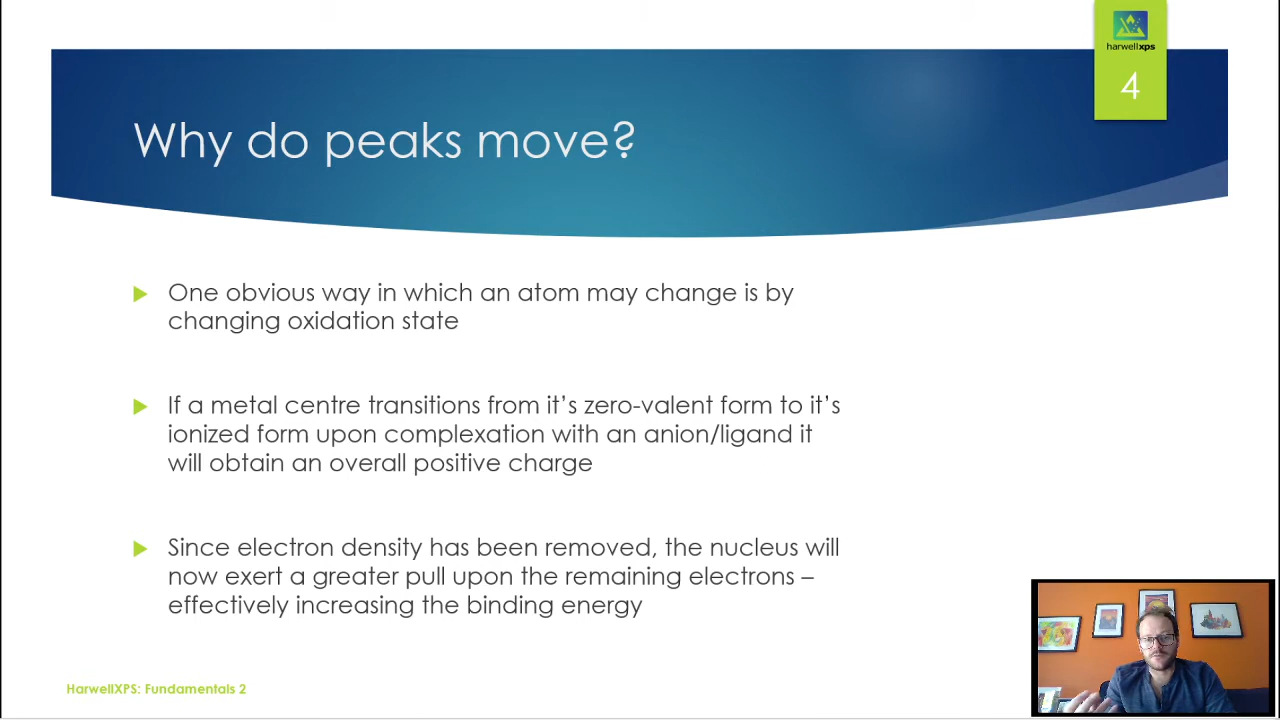 harwellxps
4
Why do peaks move?
One obvious way in which an atom may change is by
changing oxidation state
If a metal centre transitions from it’s zero-valent form to it’s
ionized form upon complexation with an anion/ligand it
will obtain an overall positive charge
Since electron density has been removed, the nucleus will
now exert a greater pull upon the remaining electrons –
effectively increasing the binding energy
HarwellXPS: Fundamentals 2